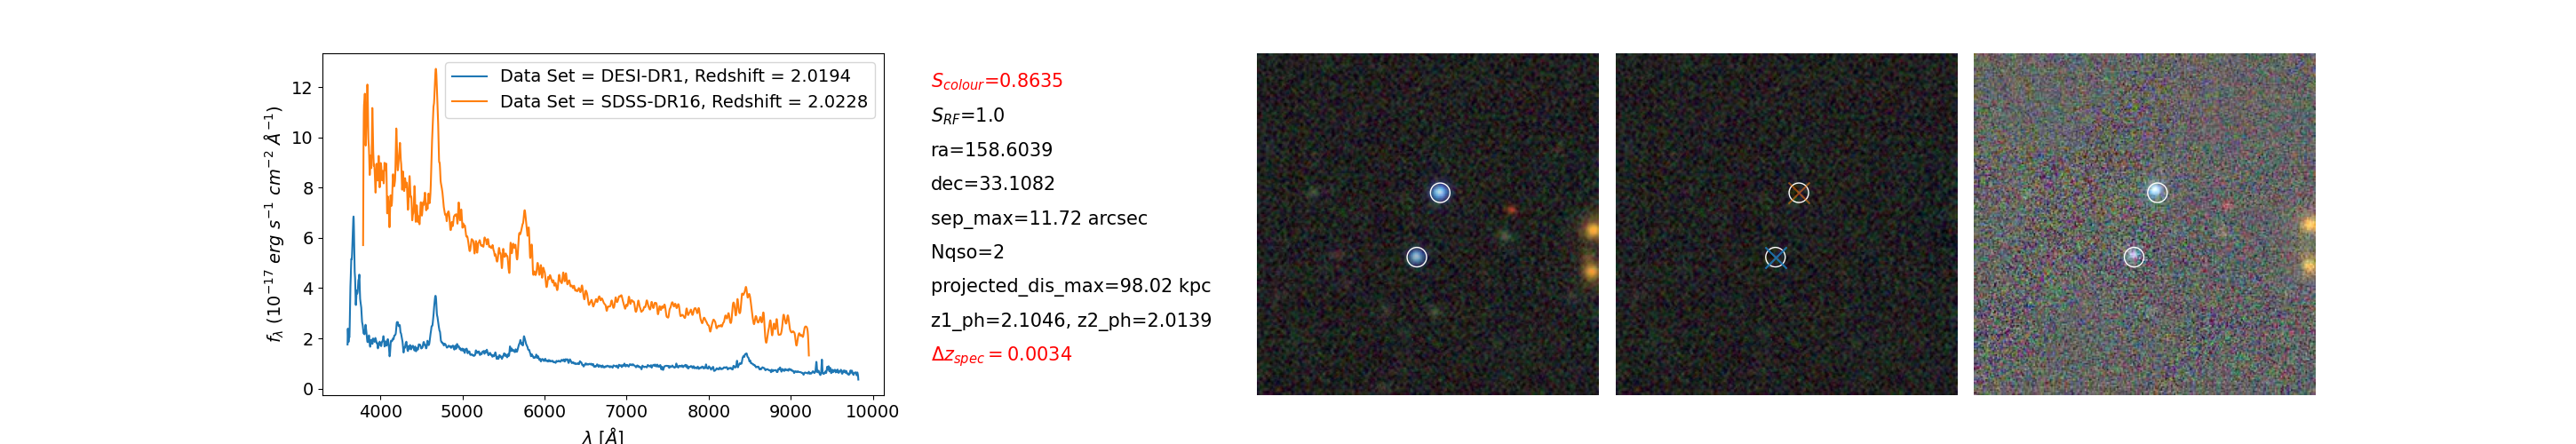 Data Set = DESI-DR1, Redshift = 2.0194
Data Set = SDSS-DR16, Redshift = 2.0228
12
10
8
6
4
2
0
f_λ (10⁻¹⁷ erg s⁻¹ cm⁻² Å⁻¹)
4000 5000 6000 7000 8000 9000 10000
λ [Å]
S_colour=0.8635
S_RF=1.0
ra=158.6039
dec=33.1082
sep_max=11.72 arcsec
Nqso=2
projected_dis_max=98.02 kpc
z1_ph=2.1046, z2_ph=2.0139
Δz_spec = 0.0034